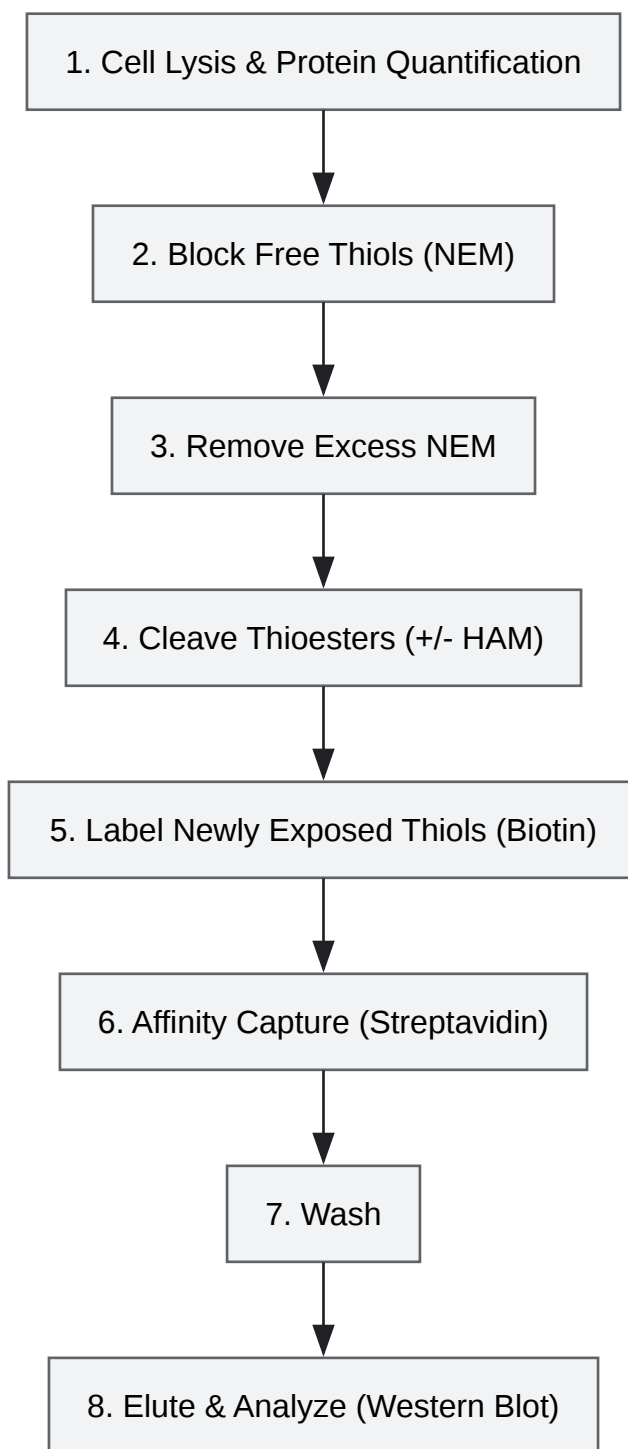 1. Cell Lysis & Protein Quantification
2. Block Free Thiols (NEM)
3. Remove Excess NEM
4. Cleave Thioesters (+/- HAM)
5. Label Newly Exposed Thiols (Biotin)
6. Affinity Capture (Streptavidin)
7. Wash
8. Elute & Analyze (Western Blot)